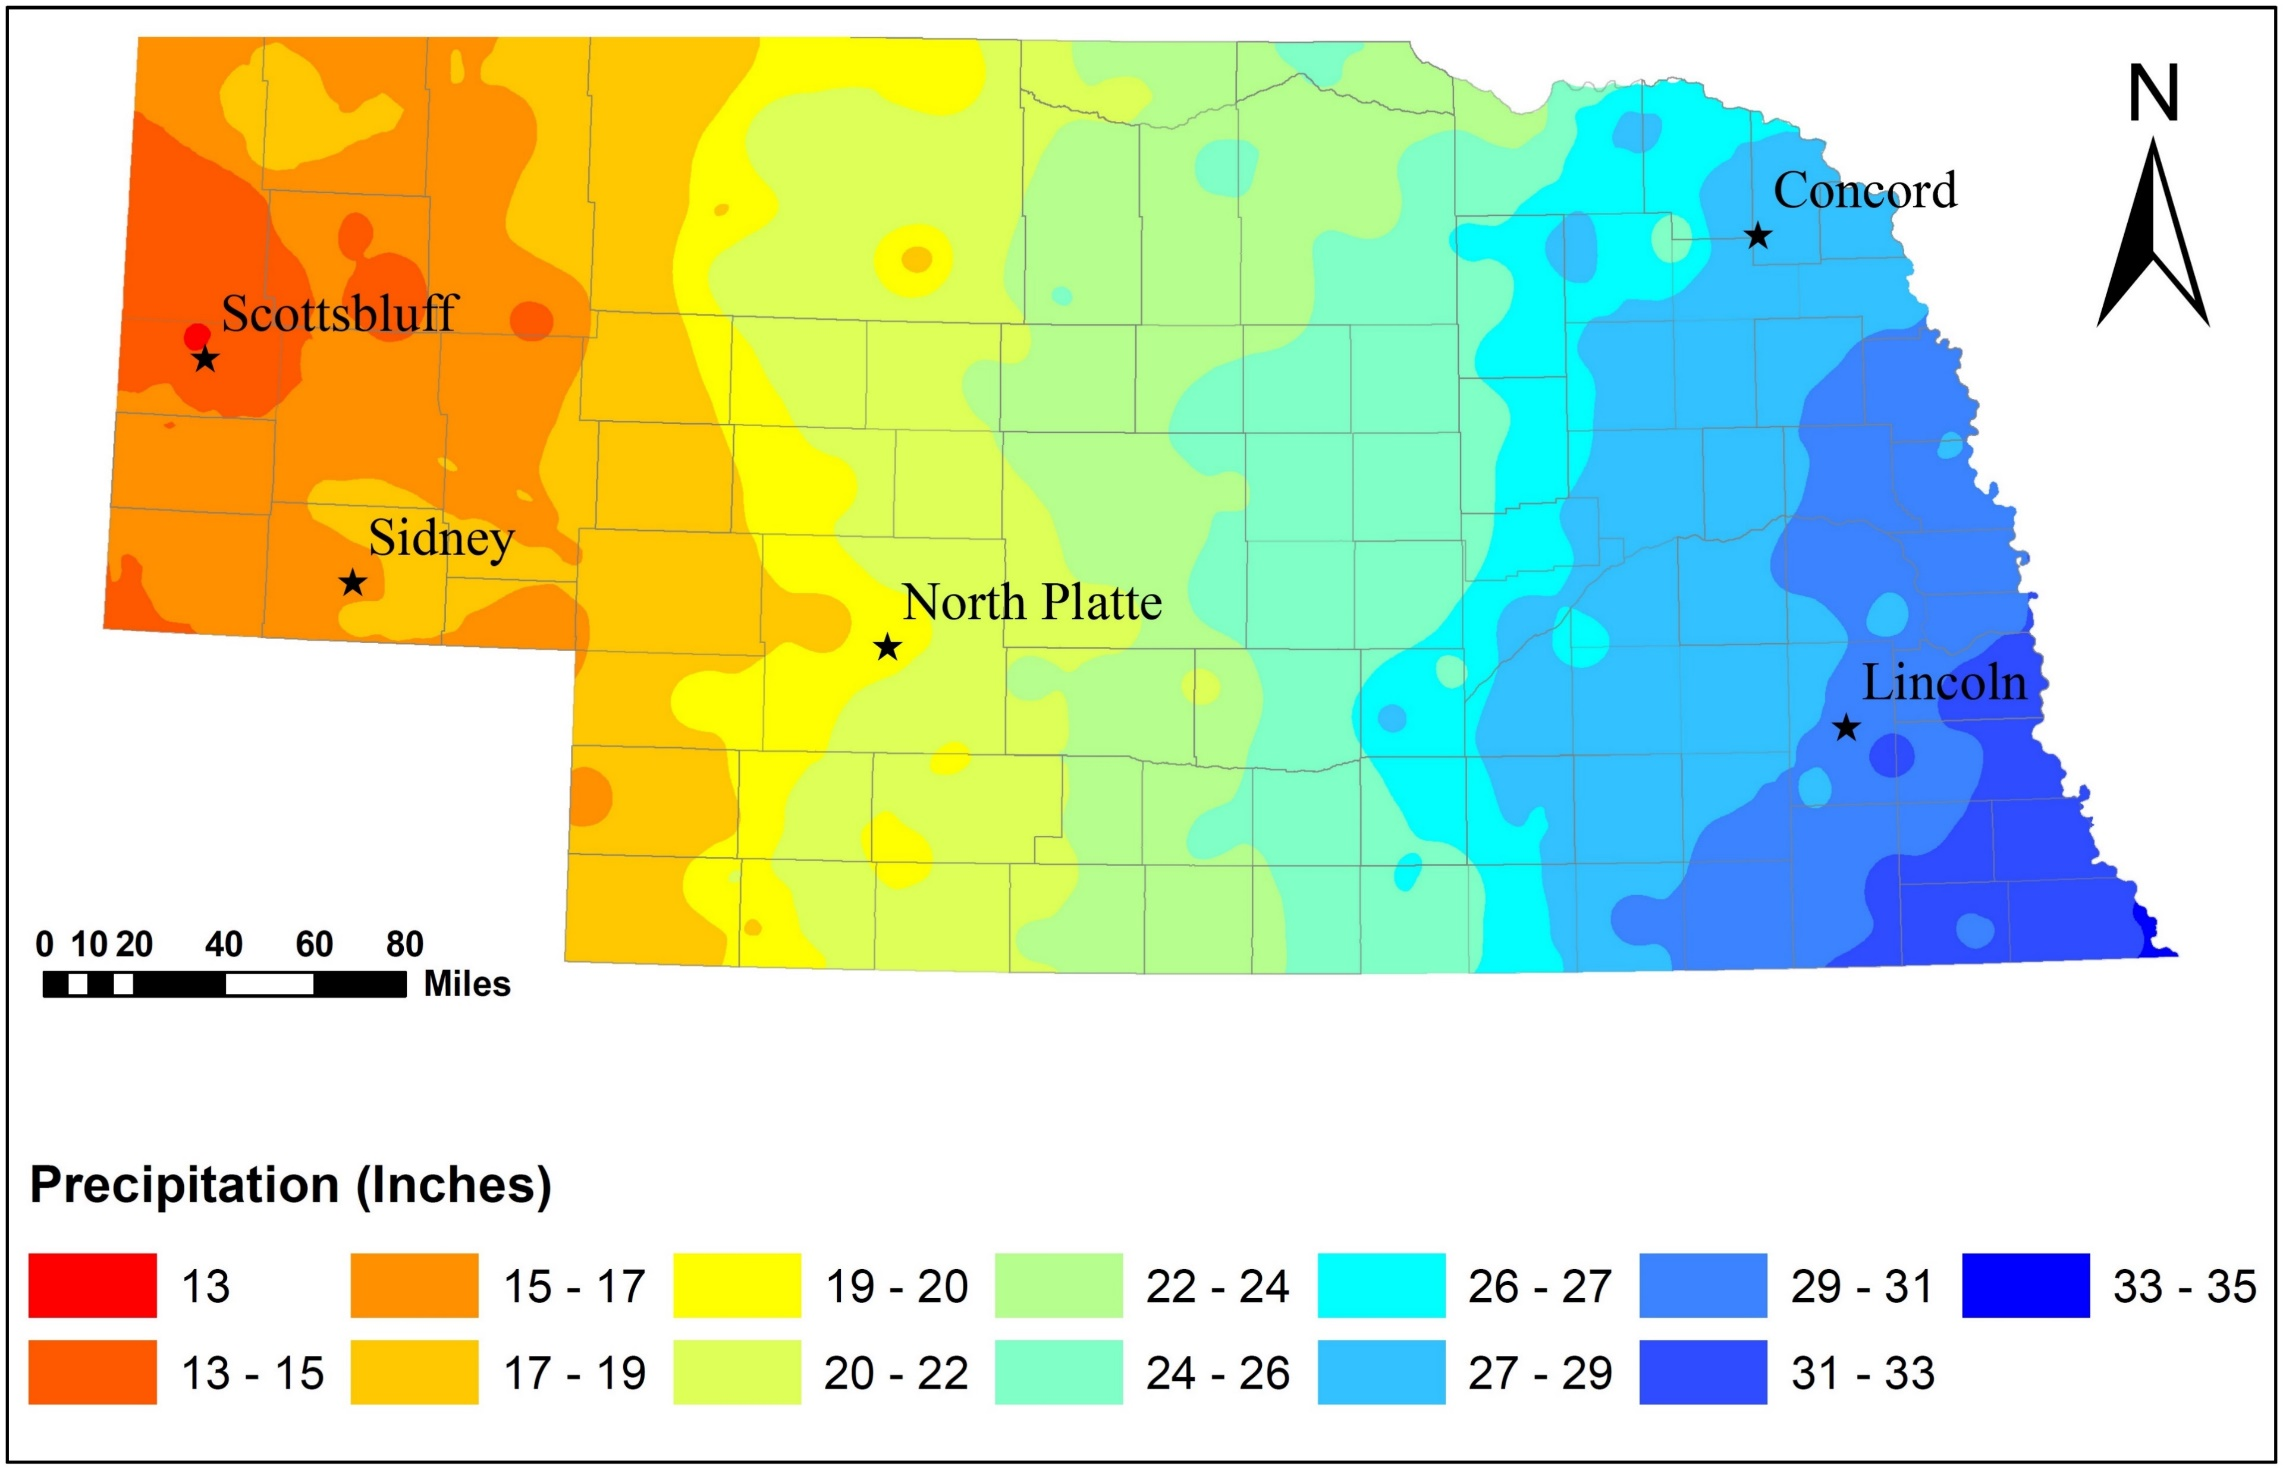 N
Concord
Scottsbluff
Sidney
North Platte
Lincoln
0 10 20 40 60 80
Miles
Precipitation (Inches)
13 15 - 17 19 - 20 22 - 24 26 - 27 29 - 31 33 - 35
13 - 15 17 - 19 20 - 22 24 - 26 27 - 29 31 - 33